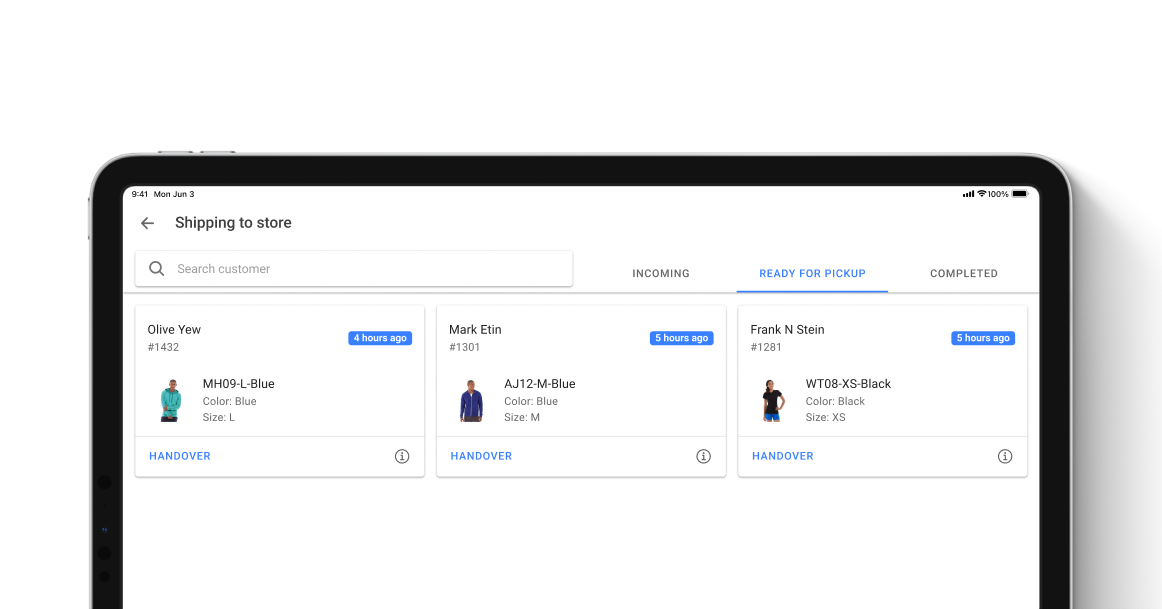 9:41 Mon Jun 3
100%
Shipping to store
Search customer
INCOMING
READY FOR PICKUP
COMPLETED
Olive Yew
#1432
4 hours ago
MH09-L-Blue
Color: Blue
Size: L
HANDOVER
Mark Etin
#1301
5 hours ago
AJ12-M-Blue
Color: Blue
Size: M
HANDOVER
Frank N Stein
#1281
5 hours ago
WT08-XS-Black
Color: Black
Size: XS
HANDOVER